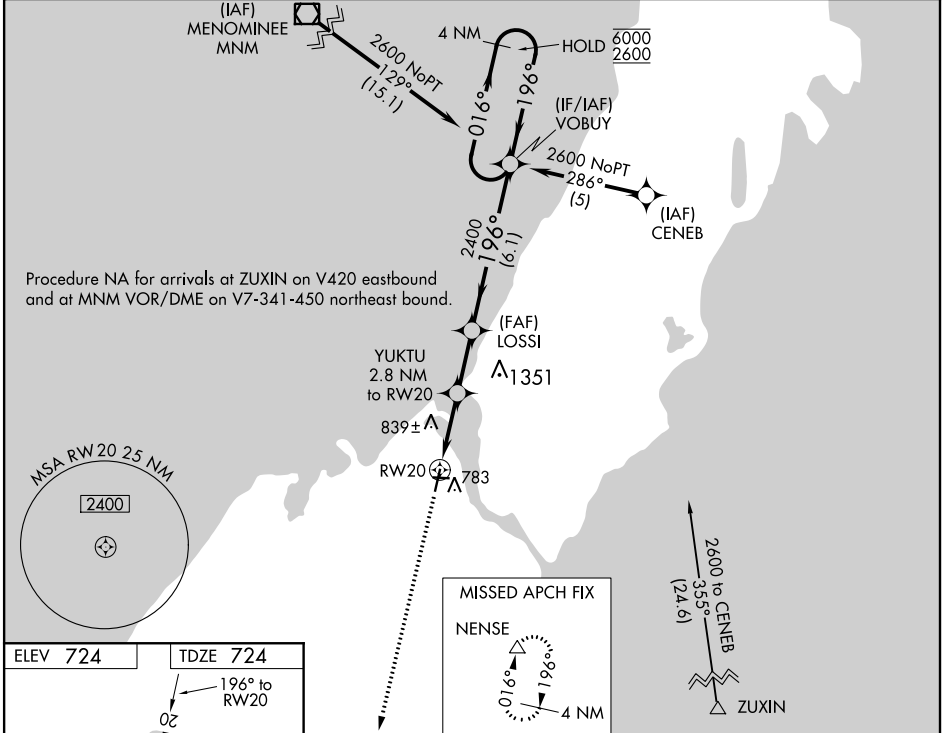 (IAF)
MENOMINEE
MNM
2600 NoPT
129°
(15.1)
4 NM
HOLD
6000
2600
016°
196°
(IF/IAF)
VOBUY
2600 NoPT
286°
(5)
(IAF)
CENEB
2400
196°
(6.1)
Procedure NA for arrivals at ZUXIN on V420 eastbound
and at MNM VOR/DME on V7-341-450 northeast bound.
(FAF)
LOSSI
1351
YUKTU
2.8 NM
to RW20
839±
RW20
783
MSA RW20 25 NM
2400
2600 to CENEB
355°
(24.6)
ZUXIN
MISSED APCH FIX
NENSE
016°
196°
4 NM
ELEV 724
TDZE 724
196° to
RW20
20